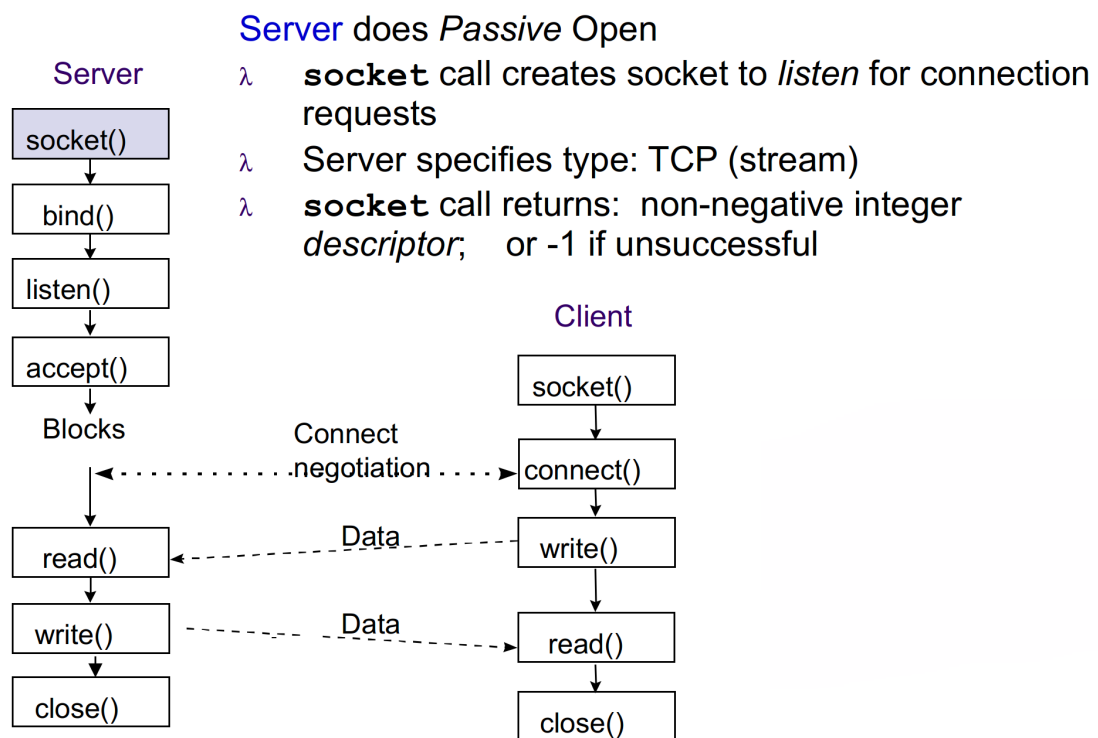 Server does Passive Open
λ socket call creates socket to listen for connection
requests
λ Server specifies type: TCP (stream)
λ socket call returns: non-negative integer
descriptor; or -1 if unsuccessful
Server
socket()
bind()
listen()
accept()
Blocks
read()
write()
close()
Connect
negotiation
Data
Data
Client
socket()
connect()
write()
read()
close()